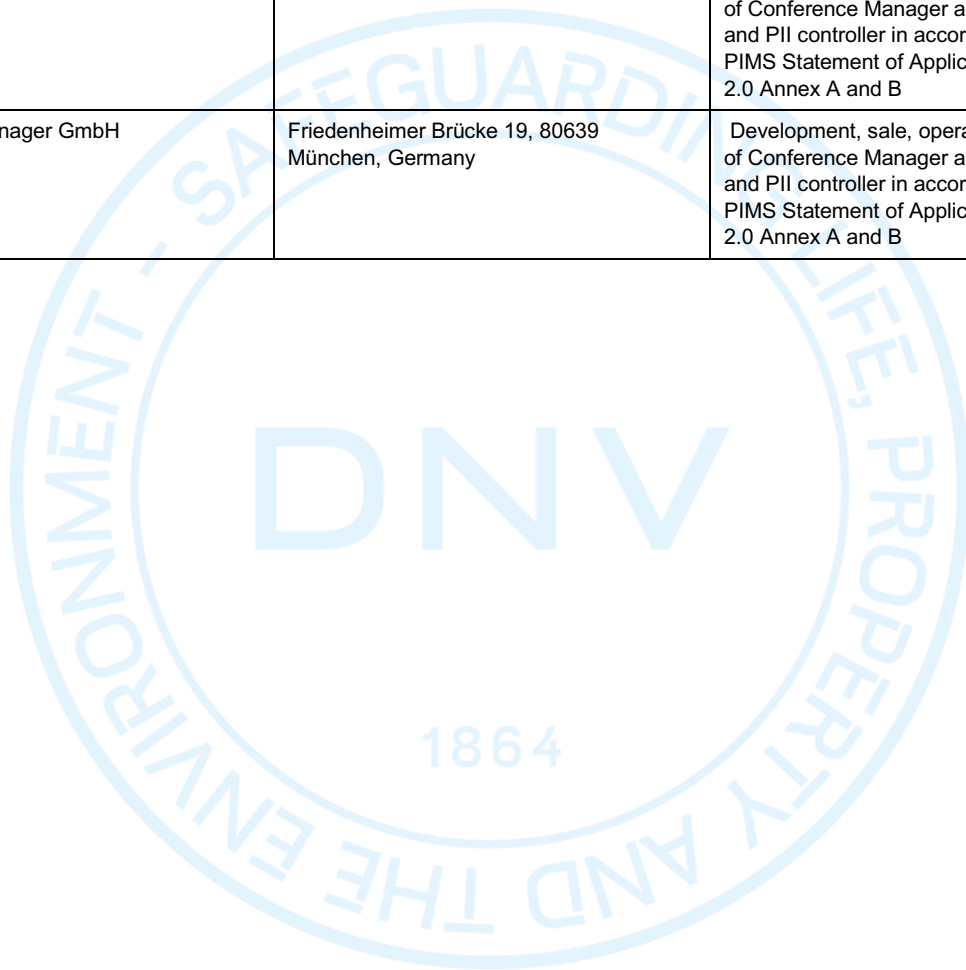 of Conference Manager a
and PII controller in accor
PIMS Statement of Applic
2.0 Annex A and B
nager GmbH
Friedenheimer Brücke 19, 80639
München, Germany
Development, sale, opera
of Conference Manager a
and PII controller in accor
PIMS Statement of Applic
2.0 Annex A and B
SAFEGUARDING LIFE, PROPERTY AND THE ENVIRONMENT -
DNV
1864